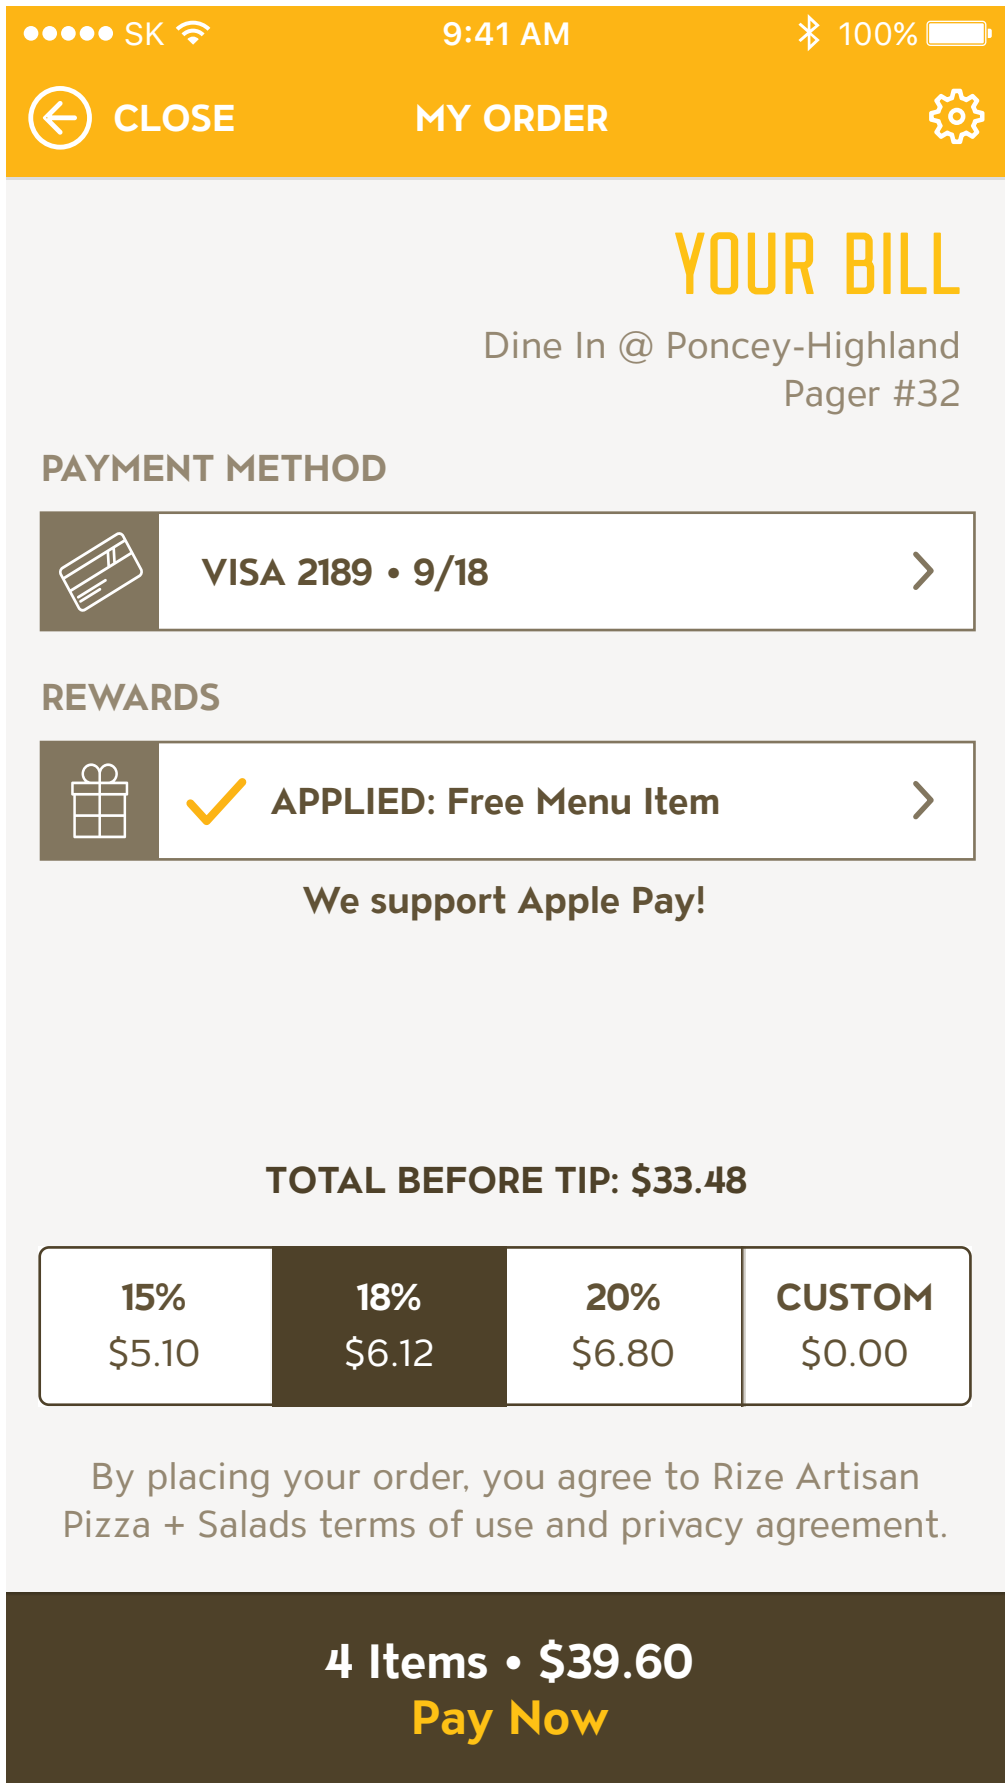 SK 9:41 AM 100%
CLOSE MY ORDER
YOUR BILL
Dine In @ Poncey-Highland
Pager #32
PAYMENT METHOD
VISA 2189 • 9/18
REWARDS
APPLIED: Free Menu Item
We support Apple Pay!
TOTAL BEFORE TIP: $33.48
15% 18% 20% CUSTOM
$5.10 $6.12 $6.80 $0.00
By placing your order, you agree to Rize Artisan
Pizza + Salads terms of use and privacy agreement.
4 Items • $39.60
Pay Now